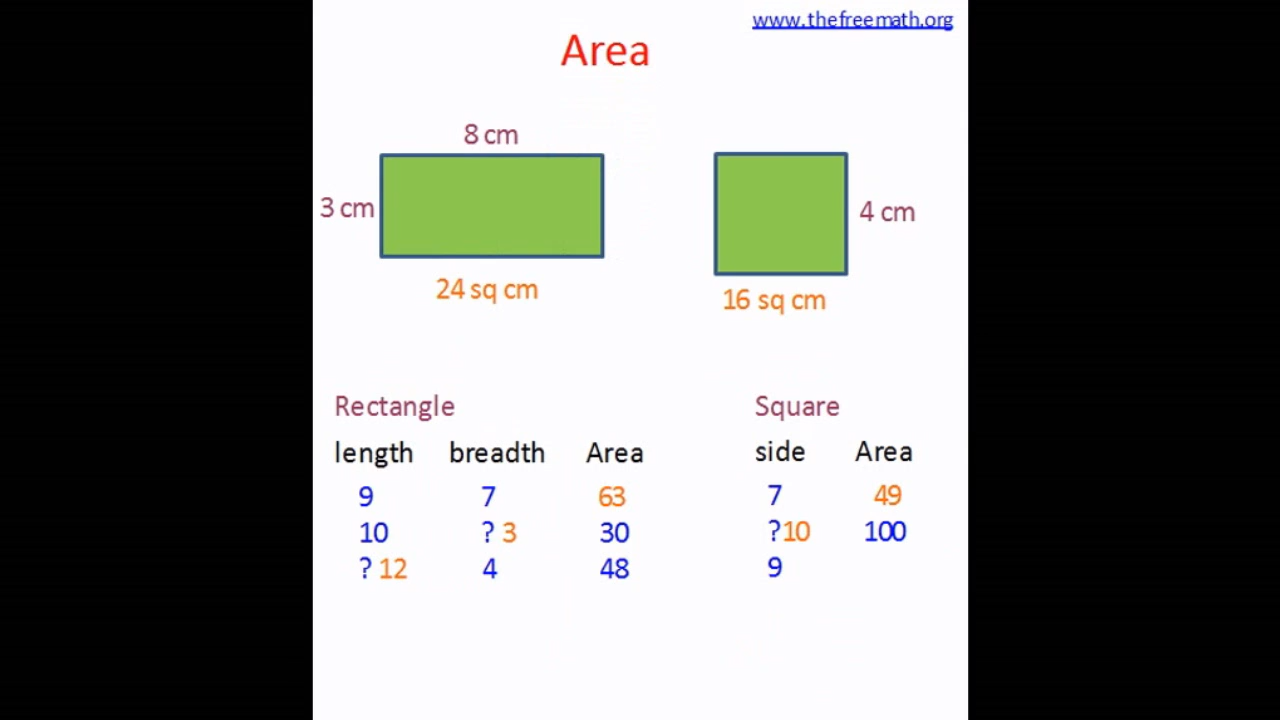 www.thefreemath.org
Area
8 cm
3 cm
4 cm
24 sq cm
16 sq cm
Rectangle
length breadth Area
9 7 63
10 ? 3 30
? 12 4 48
Square
side Area
7 49
?10 100
9